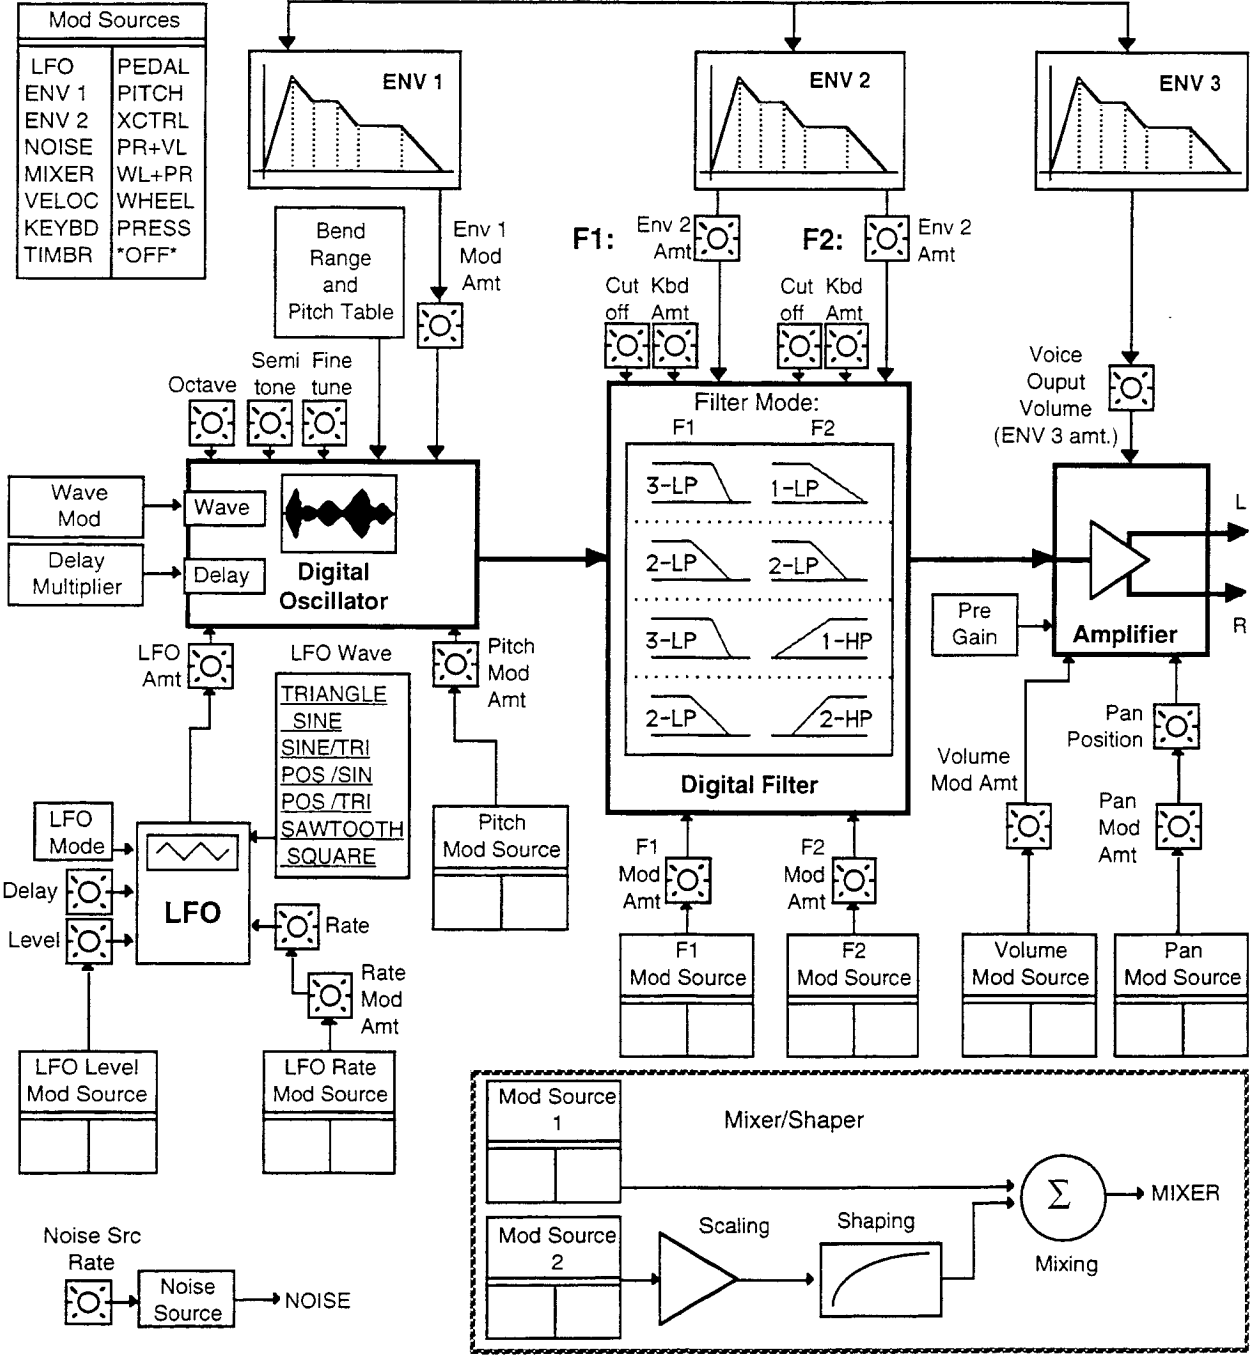 Mod Sources
LFO PEDAL
ENV 1 PITCH
ENV 2 XCTRL
NOISE PR+VL
MIXER WL+PR
VELOC WHEEL
KEYBD PRESS
TIMBR *OFF*
ENV 1
ENV 2
ENV 3
Bend
Range
and
Pitch Table
Env 1
Mod
Amt
F1:
Env 2
Amt
F2:
Env 2
Amt
Cut
off
Kbd
Amt
Cut
off
Kbd
Amt
Voice
Ouput
Volume
(ENV 3 amt.)
Octave
Semi
tone
Fine
tune
Wave
Mod
Wave
Delay
Multiplier
Delay
Digital
Oscillator
Filter Mode:
F1 F2
3-LP 1-LP
2-LP 2-LP
3-LP 1-HP
2-LP 2-HP
Digital Filter
L
R
Pre
Gain
Amplifier
LFO
Amt
LFO Wave
TRIANGLE
SINE
SINE/TRI
POS /SIN
POS /TRI
SAWTOOTH
SQUARE
Pitch
Mod
Amt
Pitch
Mod Source
Volume
Mod Amt
Pan
Position
Pan
Mod
Amt
LFO
Mode
Delay
Level
LFO
Rate
Rate
Mod
Amt
F1
Mod
Amt
F2
Mod
Amt
F1
Mod Source
F2
Mod Source
Volume
Mod Source
Pan
Mod Source
LFO Level
Mod Source
LFO Rate
Mod Source
Mod Source
1
Mixer/Shaper
Mod Source
2
Scaling
Shaping
Σ
Mixing
MIXER
Noise Src
Rate
Noise
Source
NOISE